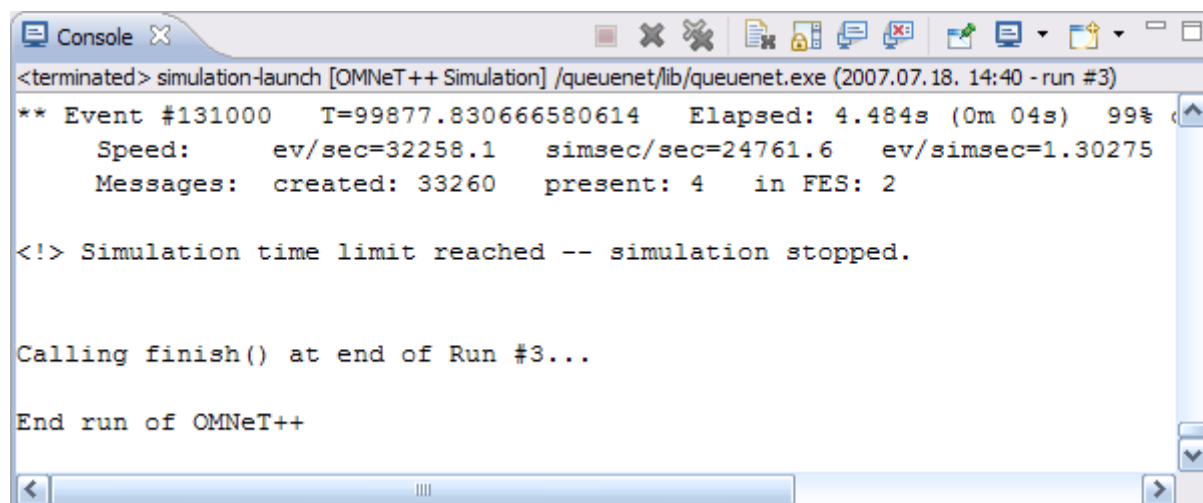 Console
<terminated> simulation-launch [OMNeT++ Simulation] /queuenet/lib/queuenet.exe (2007.07.18. 14:40 - run #3)
** Event #131000   T=99877.830666580614   Elapsed: 4.484s (0m 04s)  99%
Speed:     ev/sec=32258.1   simsec/sec=24761.6   ev/simsec=1.30275
Messages:  created: 33260   present: 4   in FES: 2
<!> Simulation time limit reached -- simulation stopped.
Calling finish() at end of Run #3...
End run of OMNeT++